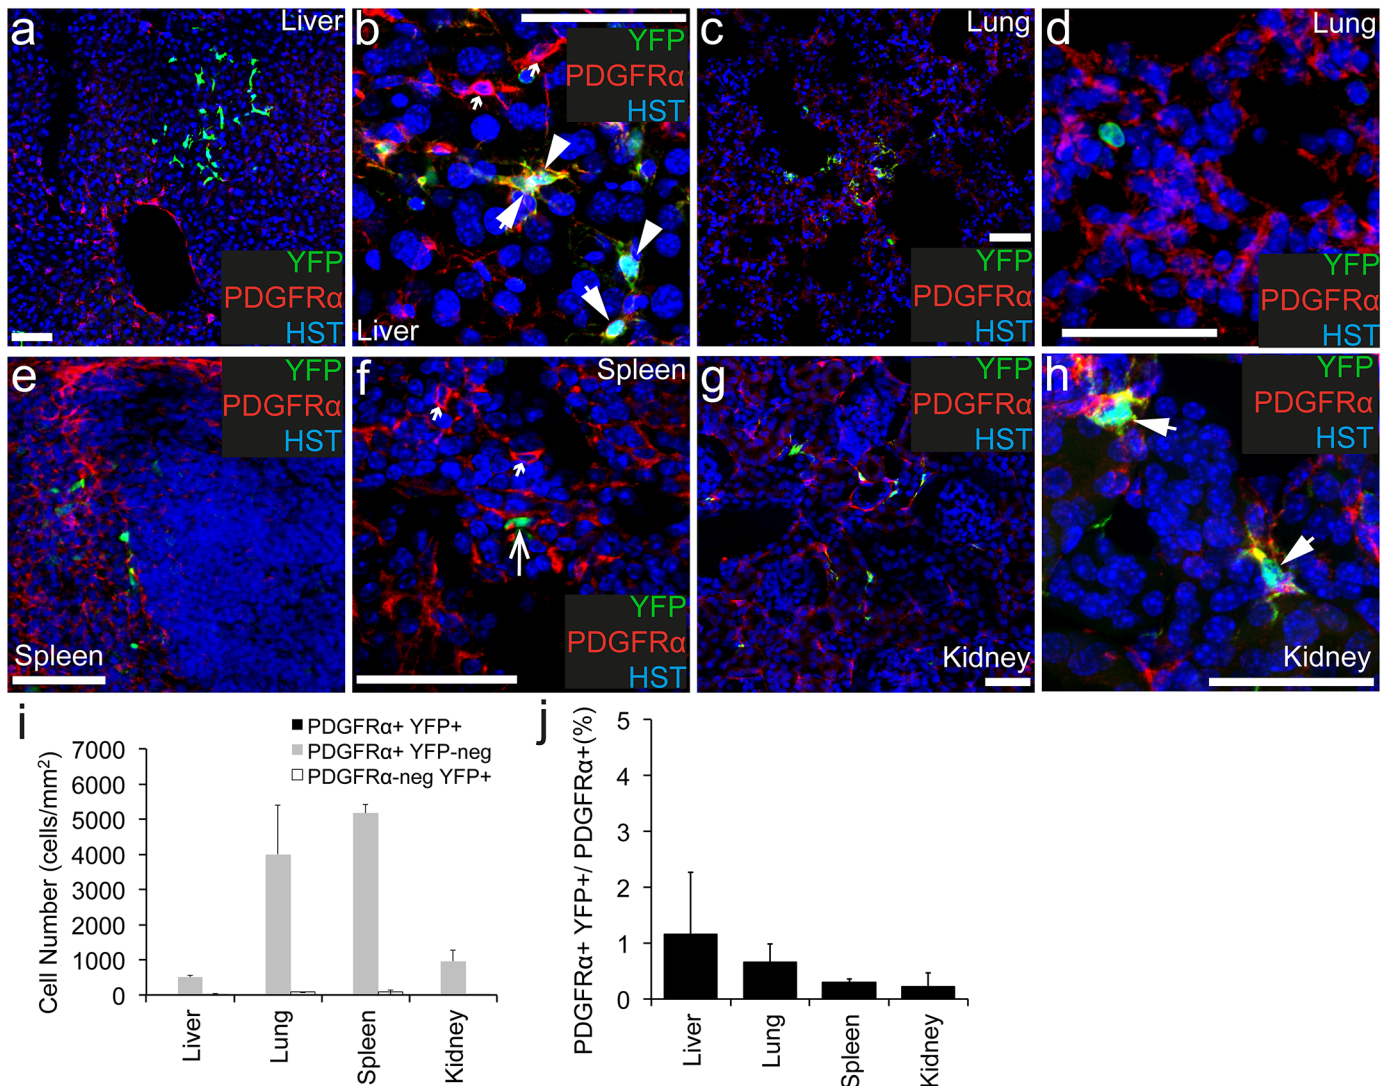 a
Liver
YFP
PDGFRα
HST
b
YFP
PDGFRα
HST
Liver
c
Lung
YFP
PDGFRα
HST
d
Lung
YFP
PDGFRα
HST
e
YFP
PDGFRα
HST
Spleen
f
Spleen
YFP
PDGFRα
HST
g
YFP
PDGFRα
HST
Kidney
h
YFP
PDGFRα
HST
Kidney
i
PDGFRα+ YFP+
PDGFRα+ YFP-neg
PDGFRα-neg YFP+
Cell Number (cells/mm²)
7000
6000
5000
4000
3000
2000
1000
0
Liver
Lung
Spleen
Kidney
j
PDGFRα+ YFP+/ PDGFRα+(%)
5
4
3
2
1
0
Liver
Lung
Spleen
Kidney